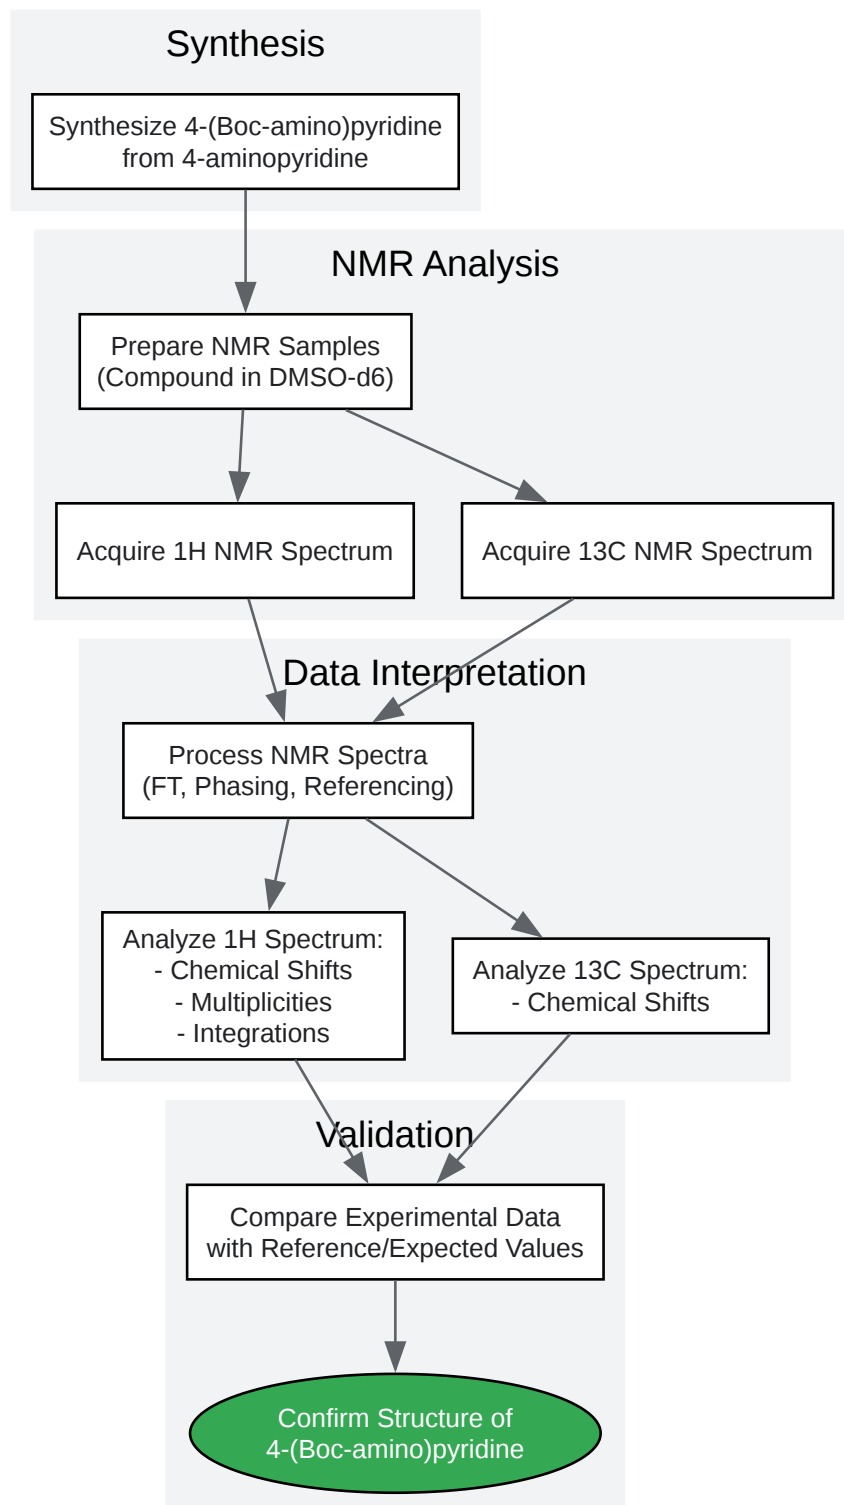 Synthesis
Synthesize 4-(Boc-amino)pyridine
from 4-aminopyridine
NMR Analysis
Prepare NMR Samples
(Compound in DMSO-d6)
Acquire 1H NMR Spectrum
Acquire 13C NMR Spectrum
Data Interpretation
Process NMR Spectra
(FT, Phasing, Referencing)
Analyze 1H Spectrum:
- Chemical Shifts
- Multiplicities
- Integrations
Analyze 13C Spectrum:
- Chemical Shifts
Validation
Compare Experimental Data
with Reference/Expected Values
Confirm Structure of
4-(Boc-amino)pyridine